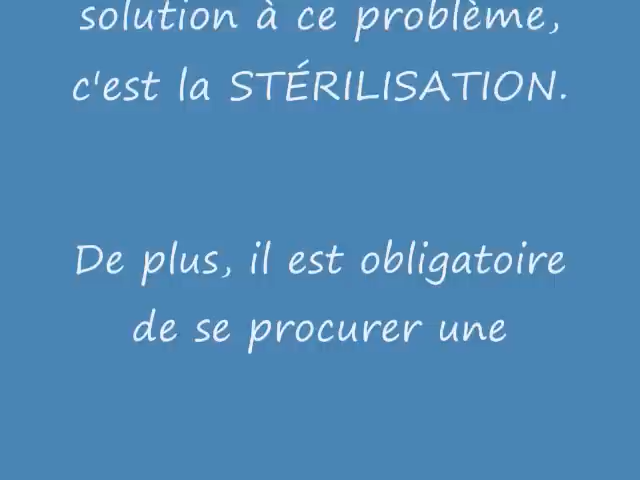 solution à ce problème,
c'est la STÉRILISATION.
De plus, il est obligatoire
de se procurer une